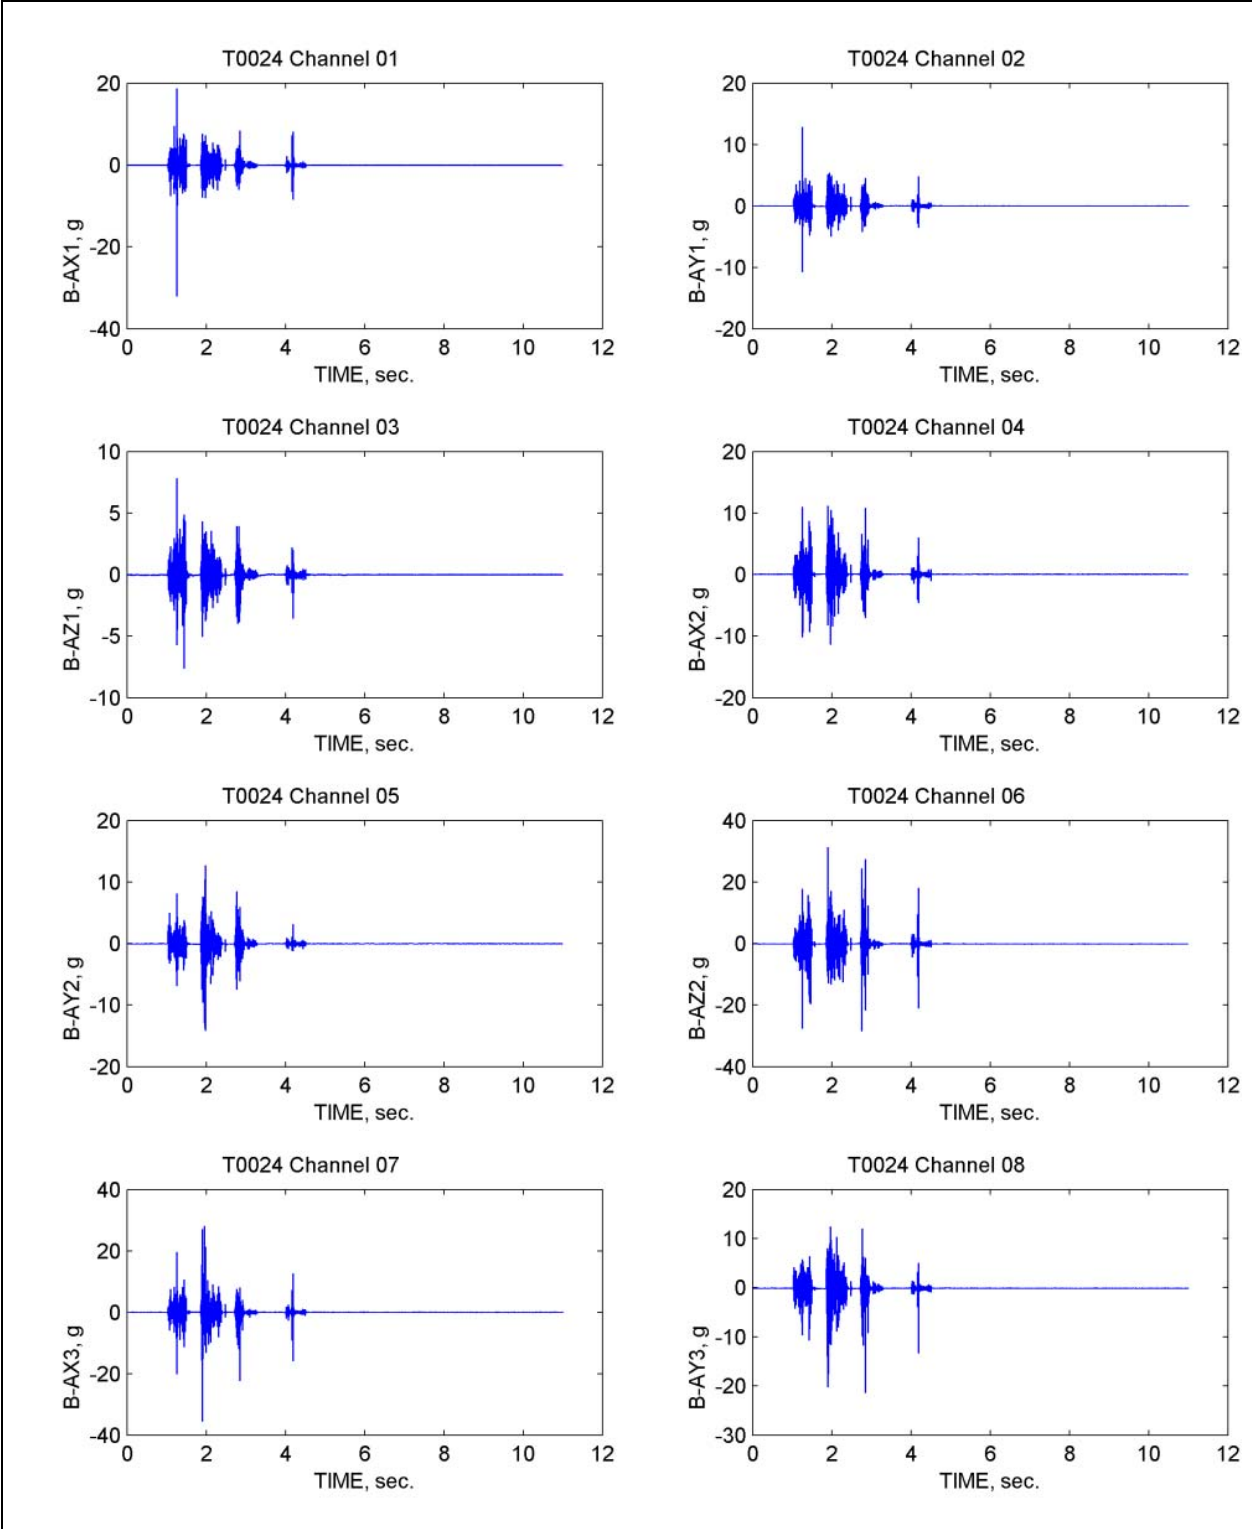 T0024 Channel 01
20
0
-20
-40
B-AX1, g
0 2 4 6 8 10 12
TIME, sec.
T0024 Channel 02
20
10
0
-10
-20
B-AY1, g
0 2 4 6 8 10 12
TIME, sec.
T0024 Channel 03
10
5
0
-5
-10
B-AZ1, g
0 2 4 6 8 10 12
TIME, sec.
T0024 Channel 04
20
10
0
-10
-20
B-AX2, g
0 2 4 6 8 10 12
TIME, sec.
T0024 Channel 05
20
10
0
-10
-20
B-AY2, g
0 2 4 6 8 10 12
TIME, sec.
T0024 Channel 06
40
20
0
-20
-40
B-AZ2, g
0 2 4 6 8 10 12
TIME, sec.
T0024 Channel 07
40
20
0
-20
-40
B-AX3, g
0 2 4 6 8 10 12
TIME, sec.
T0024 Channel 08
20
10
0
-10
-20
-30
B-AY3, g
0 2 4 6 8 10 12
TIME, sec.